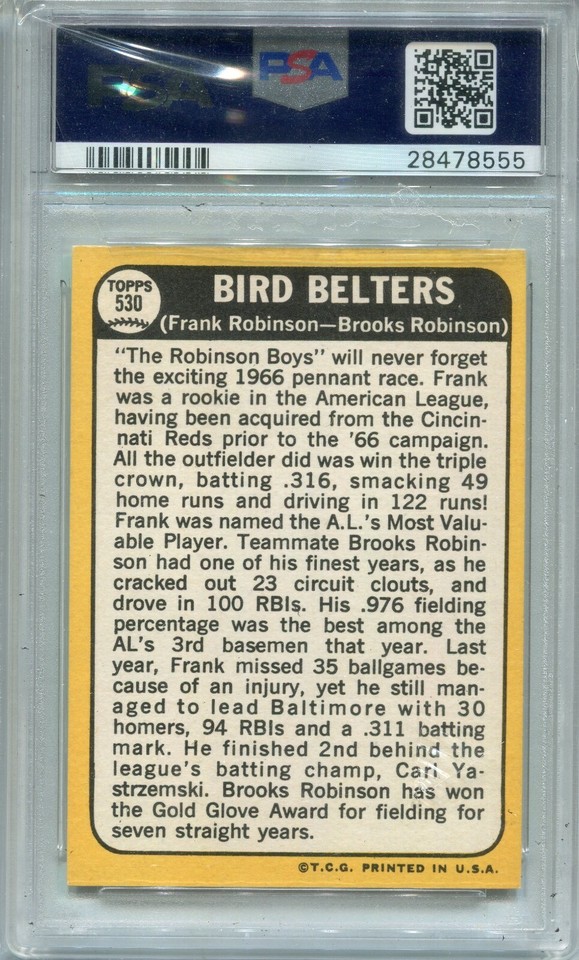 PSA
PSA
28478555
TOPPS
530
BIRD BELTERS
(Frank Robinson—Brooks Robinson)
"The Robinson Boys" will never forget
the exciting 1966 pennant race. Frank
was a rookie in the American League,
having been acquired from the Cincin-
nati Reds prior to the '66 campaign.
All the outfielder did was win the triple
crown, batting .316, smacking 49
home runs and driving in 122 runs!
Frank was named the A.L.'s Most Valu-
able Player. Teammate Brooks Robin-
son had one of his finest years, as he
cracked out 23 circuit clouts, and
drove in 100 RBIs. His .976 fielding
percentage was the best among the
AL's 3rd basemen that year. Last
year, Frank missed 35 ballgames be-
cause of an injury, yet he still man-
aged to lead Baltimore with 30
homers, 94 RBIs and a .311 batting
mark. He finished 2nd behind the
league's batting champ, Carl Ya-
strzemski. Brooks Robinson has won
the Gold Glove Award for fielding for
seven straight years.
©T.C.G. PRINTED IN U.S.A.